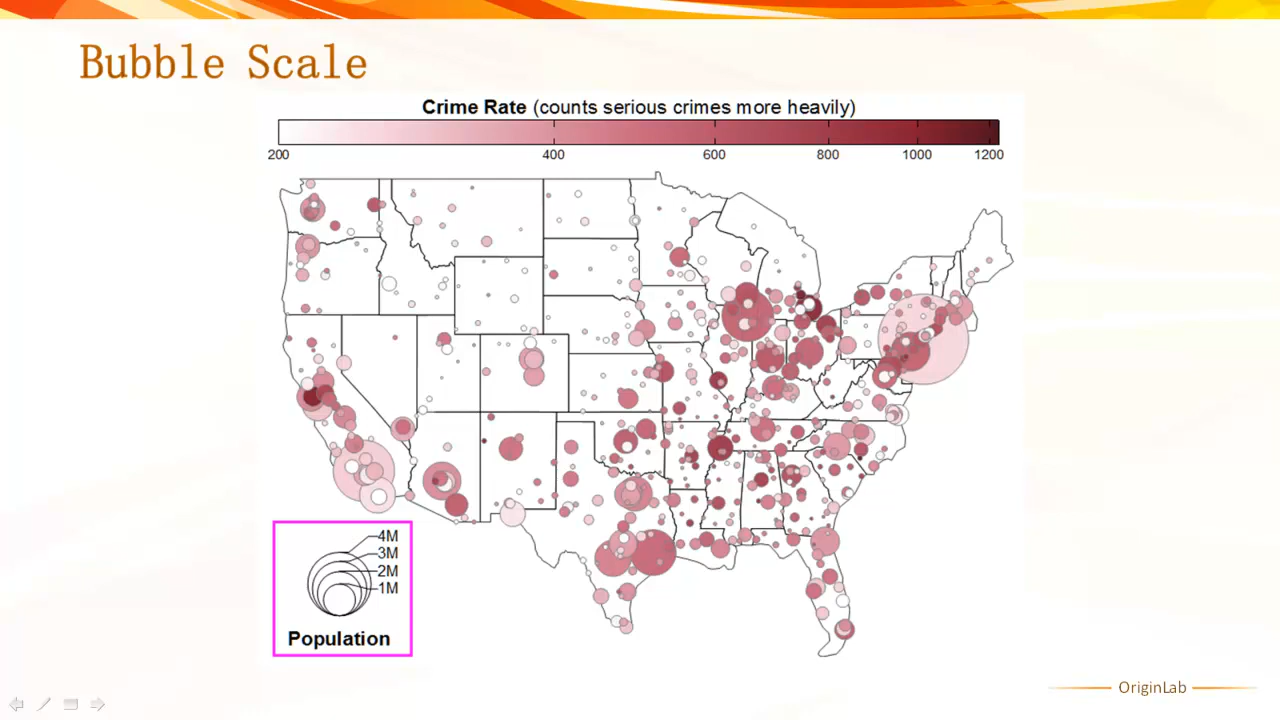 Bubble Scale
Crime Rate (counts serious crimes more heavily)
200 400 600 800 1000 1200
4M
3M
2M
1M
Population
OriginLab